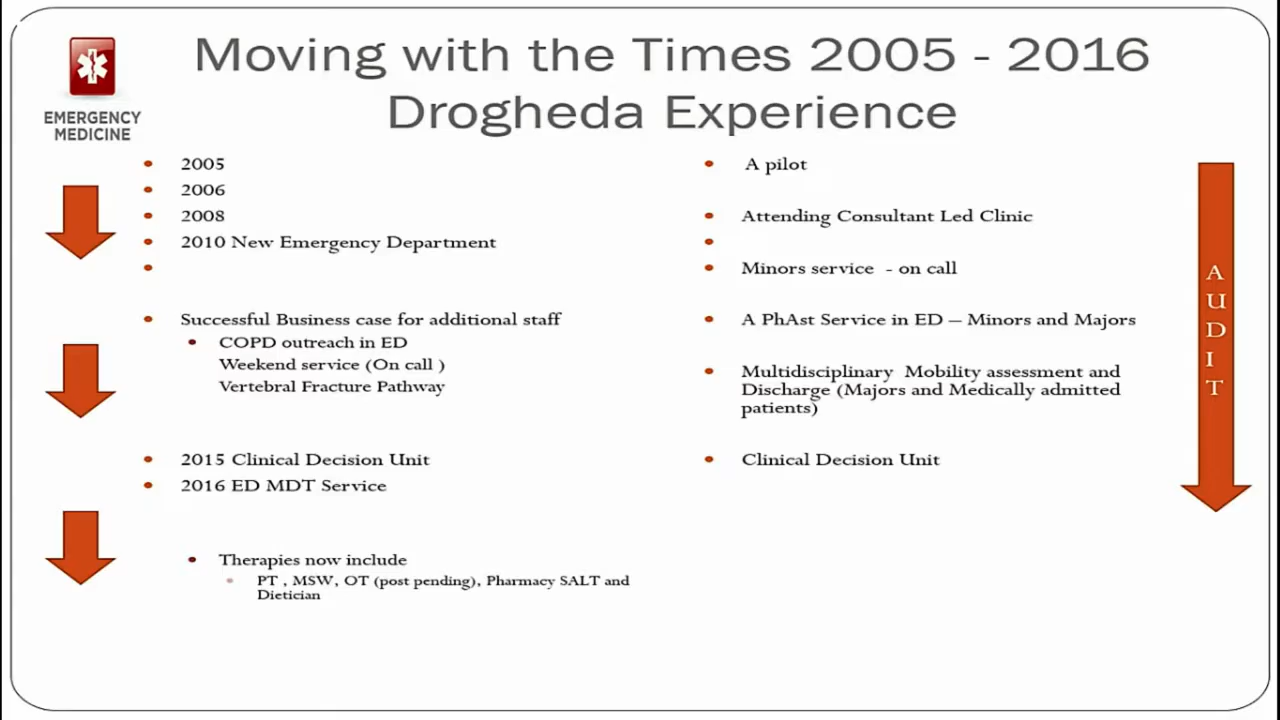 Moving with the Times 2005 - 2016
Drogheda Experience
EMERGENCY
MEDICINE
2005
2006
2008
2010 New Emergency Department
Successful Business case for additional staff
COPD outreach in ED
Weekend service (On call )
Vertebral Fracture Pathway
2015 Clinical Decision Unit
2016 ED MDT Service
Therapies now include
PT , MSW, OT (post pending), Pharmacy SALT and
Dietician
A pilot
Attending Consultant Led Clinic
Minors service - on call
A PhAst Service in ED – Minors and Majors
Multidisciplinary Mobility assessment and
Discharge (Majors and Medically admitted
patients)
Clinical Decision Unit
A
U
D
I
T